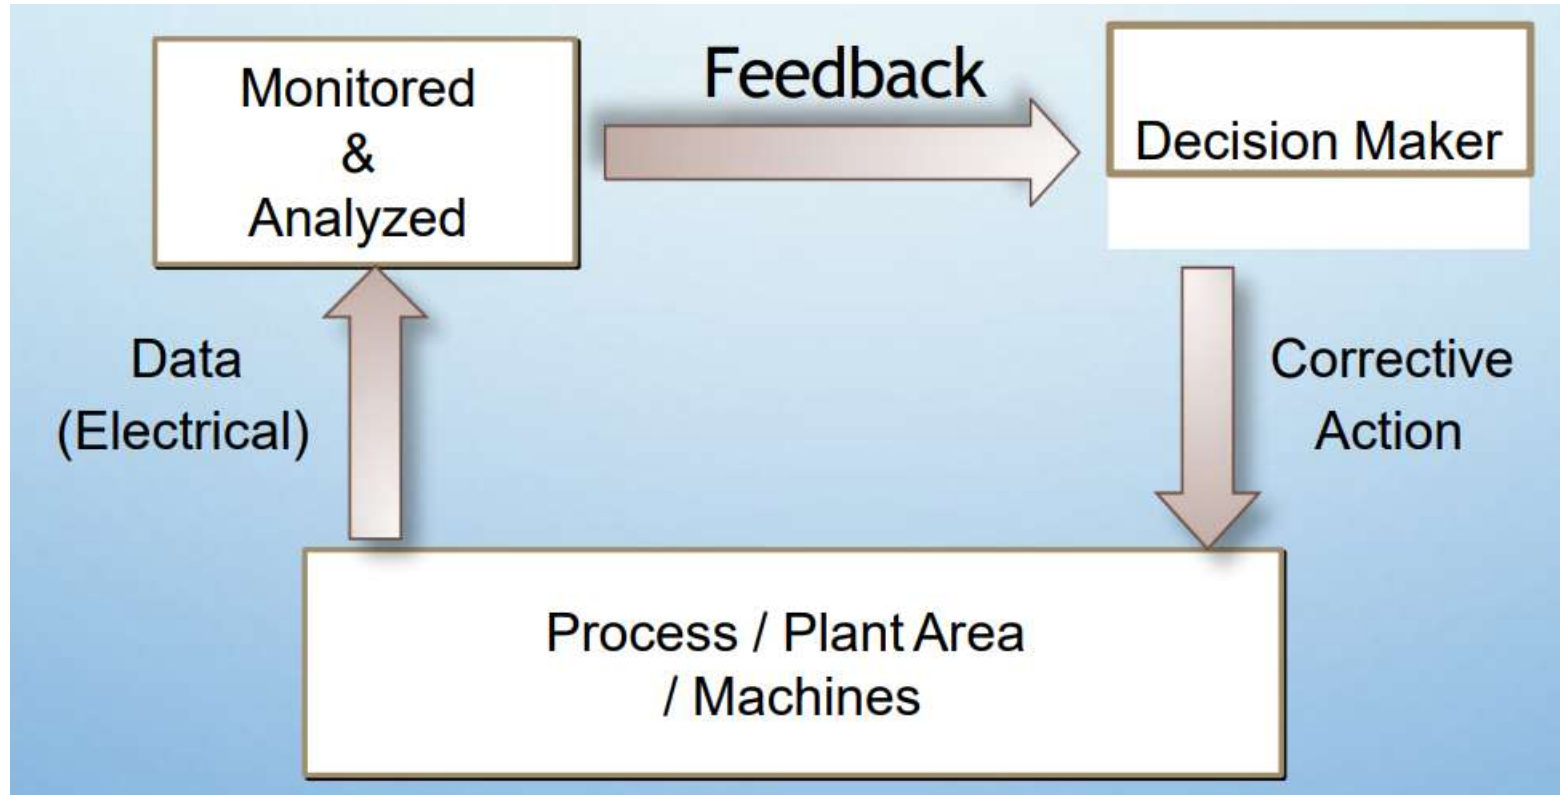 Monitored
&
Analyzed
Feedback
Decision Maker
Data
(Electrical)
Corrective
Action
Process / Plant Area
/ Machines